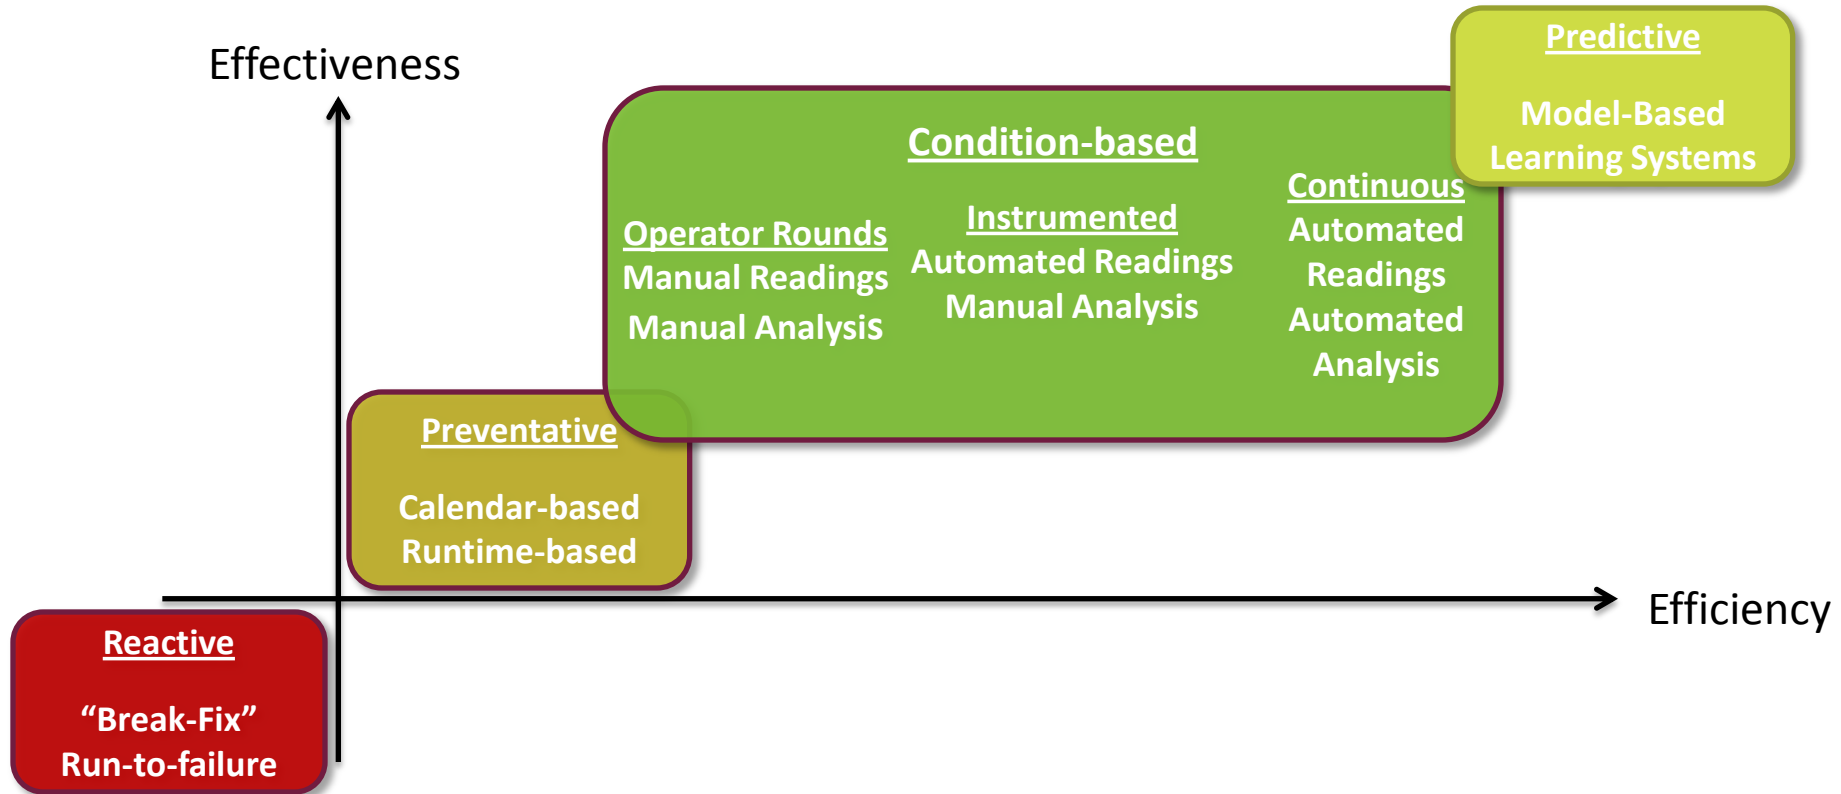 Effectiveness
Predictive
Model-Based
Learning Systems
Condition-based
Operator Rounds
Manual Readings
Manual Analysis
Instrumented
Automated Readings
Manual Analysis
Continuous
Automated
Readings
Automated
Analysis
Preventative
Calendar-based
Runtime-based
Efficiency
Reactive
“Break-Fix”
Run-to-failure